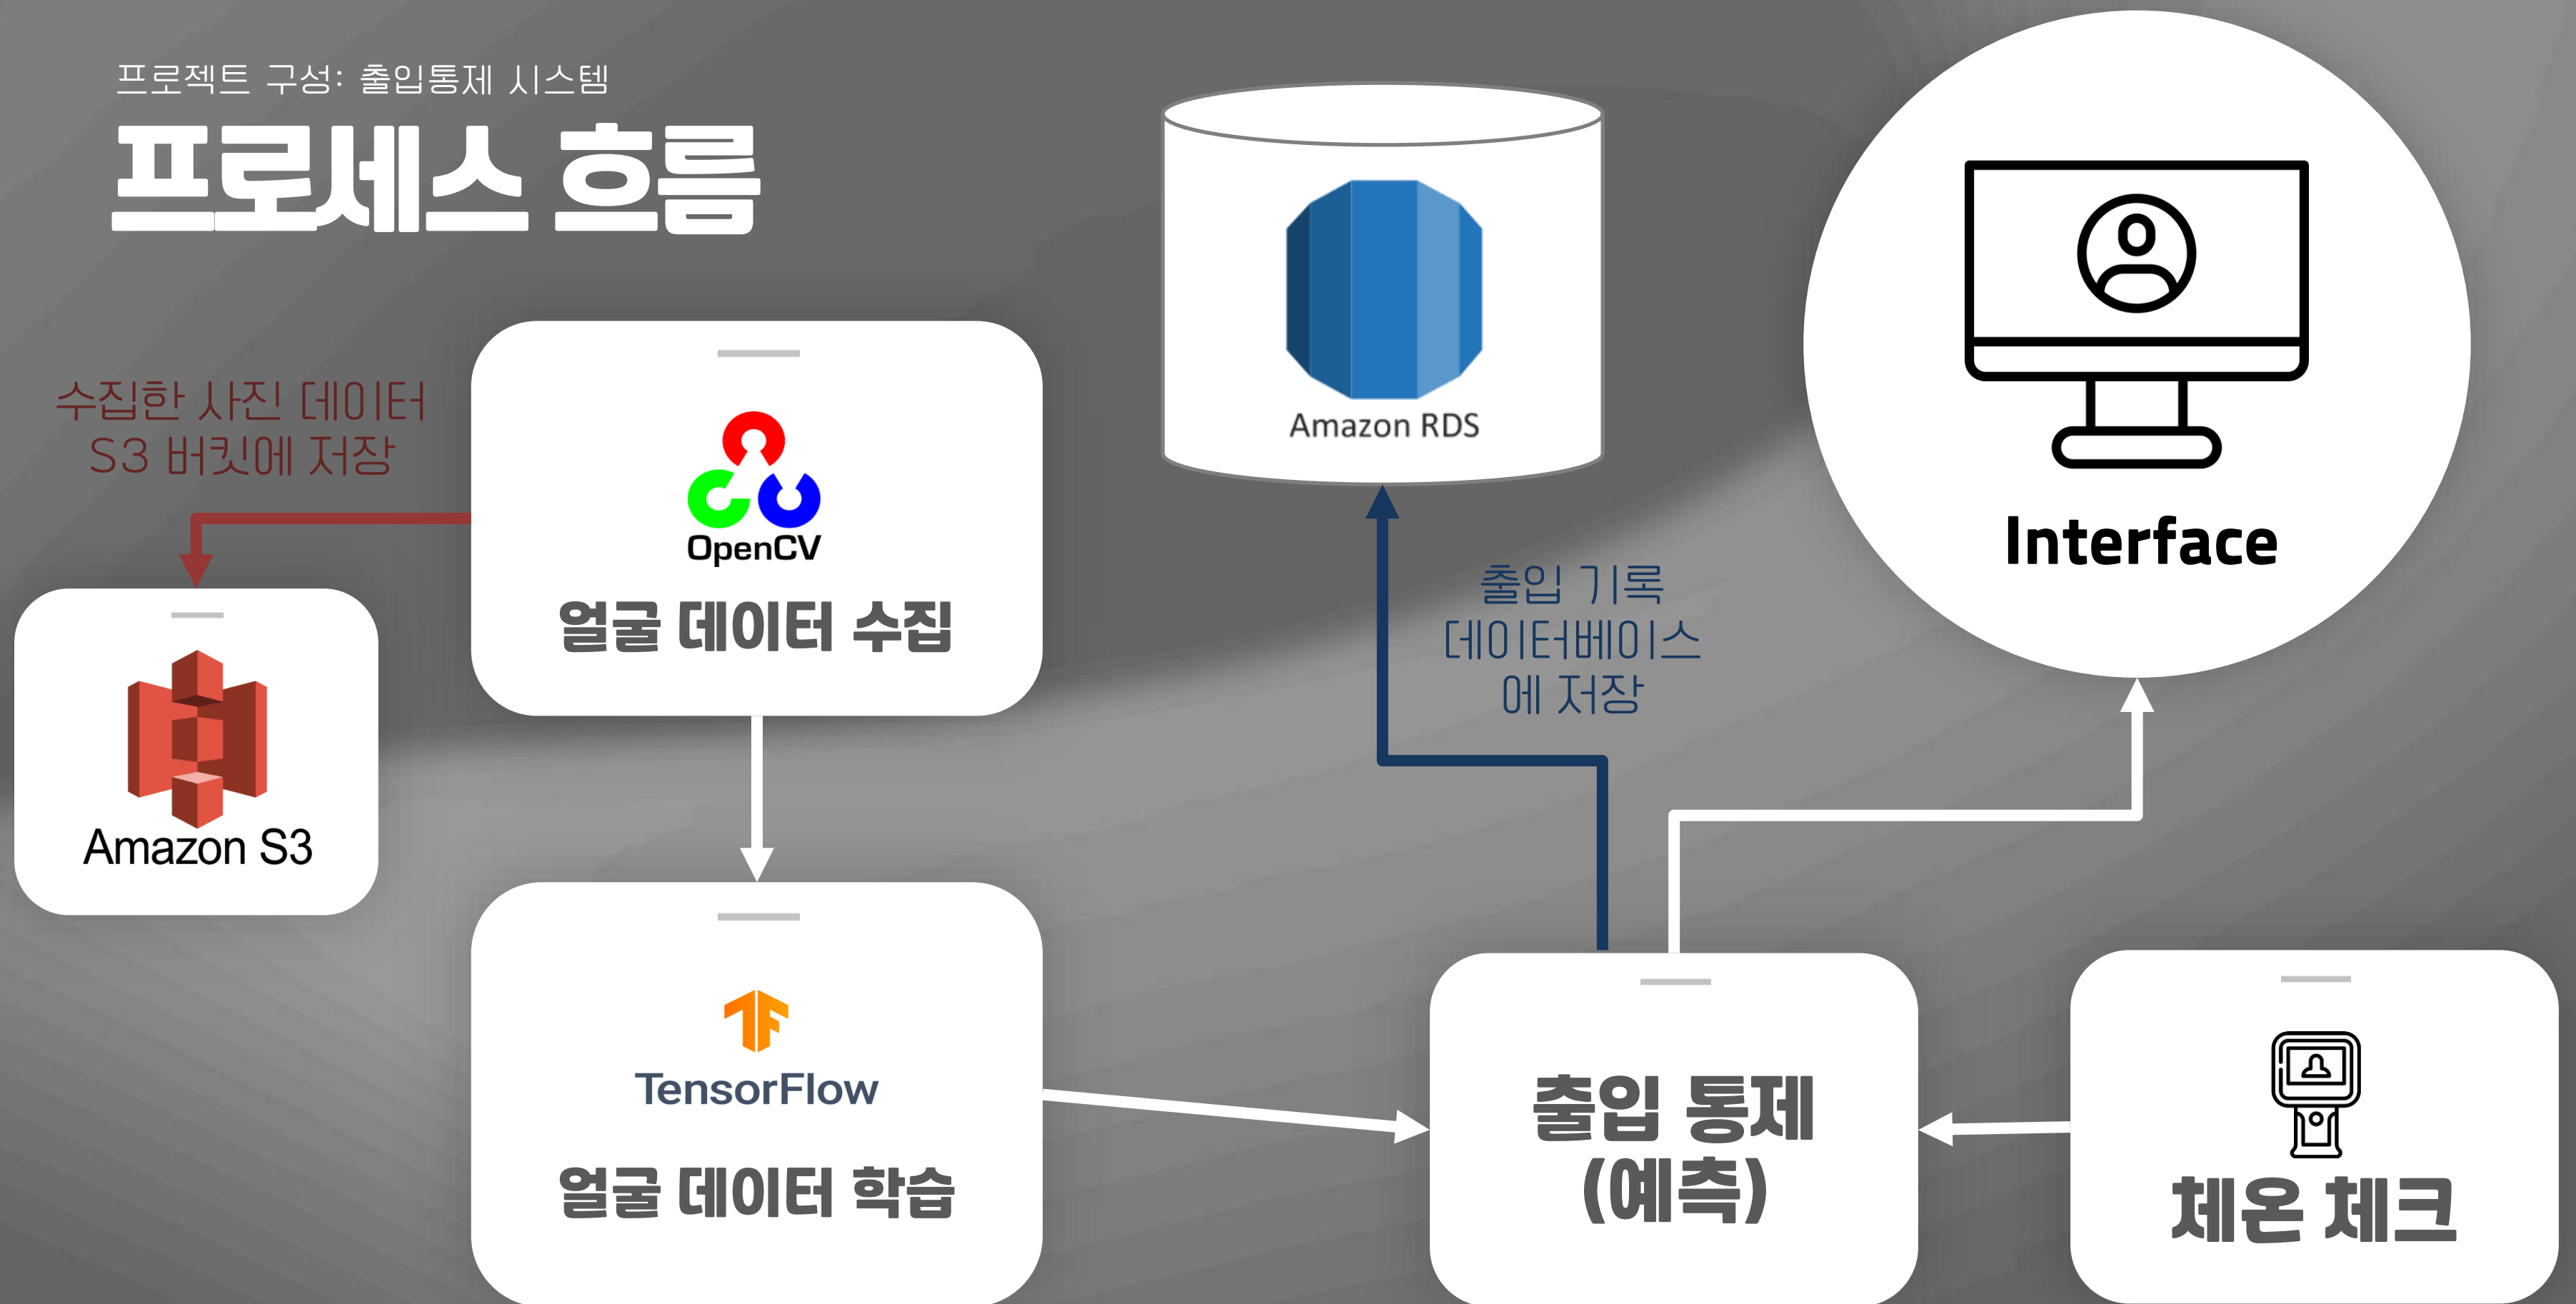 프로젝트 구성: 출입통제 시스템
프로세스 흐름
수집한 사진 데이터
S3 버킷에 저장
Amazon S3
OpenCV
얼굴 데이터 수집
TensorFlow
얼굴 데이터 학습
Amazon RDS
출입 기록
데이터베이스
에 저장
Interface
출입 통제
(예측)
체온 체크